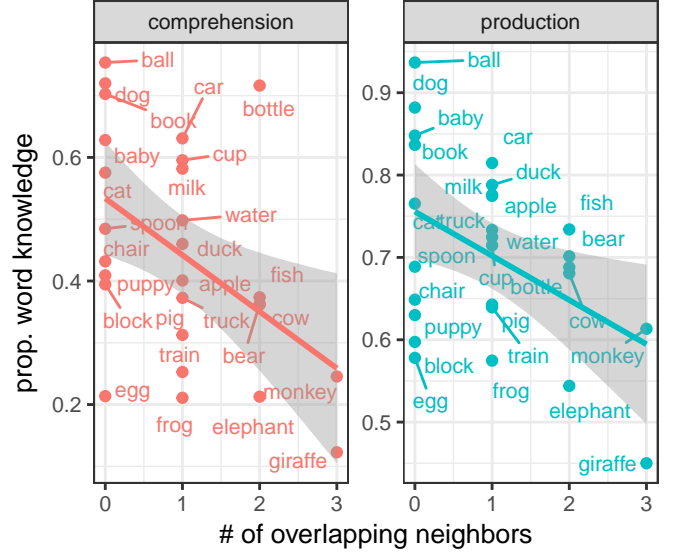 comprehension
production
prop. word knowledge
0.6
0.4
0.2
ball
dog
car
bottle
book
baby
cup
milk
cat
spoon
water
chair
duck
fish
puppy
apple
block
pig
truck
cow
train
bear
egg
monkey
frog
elephant
giraffe
0 1 2 3
0.9
0.8
0.7
0.6
0.5
ball
dog
baby
car
book
duck
milk
apple
fish
cat
truck
water
bear
spoon
cup
bottle
chair
cow
puppy
pig
block
train
monkey
egg
frog
elephant
giraffe
0 1 2 3
# of overlapping neighbors